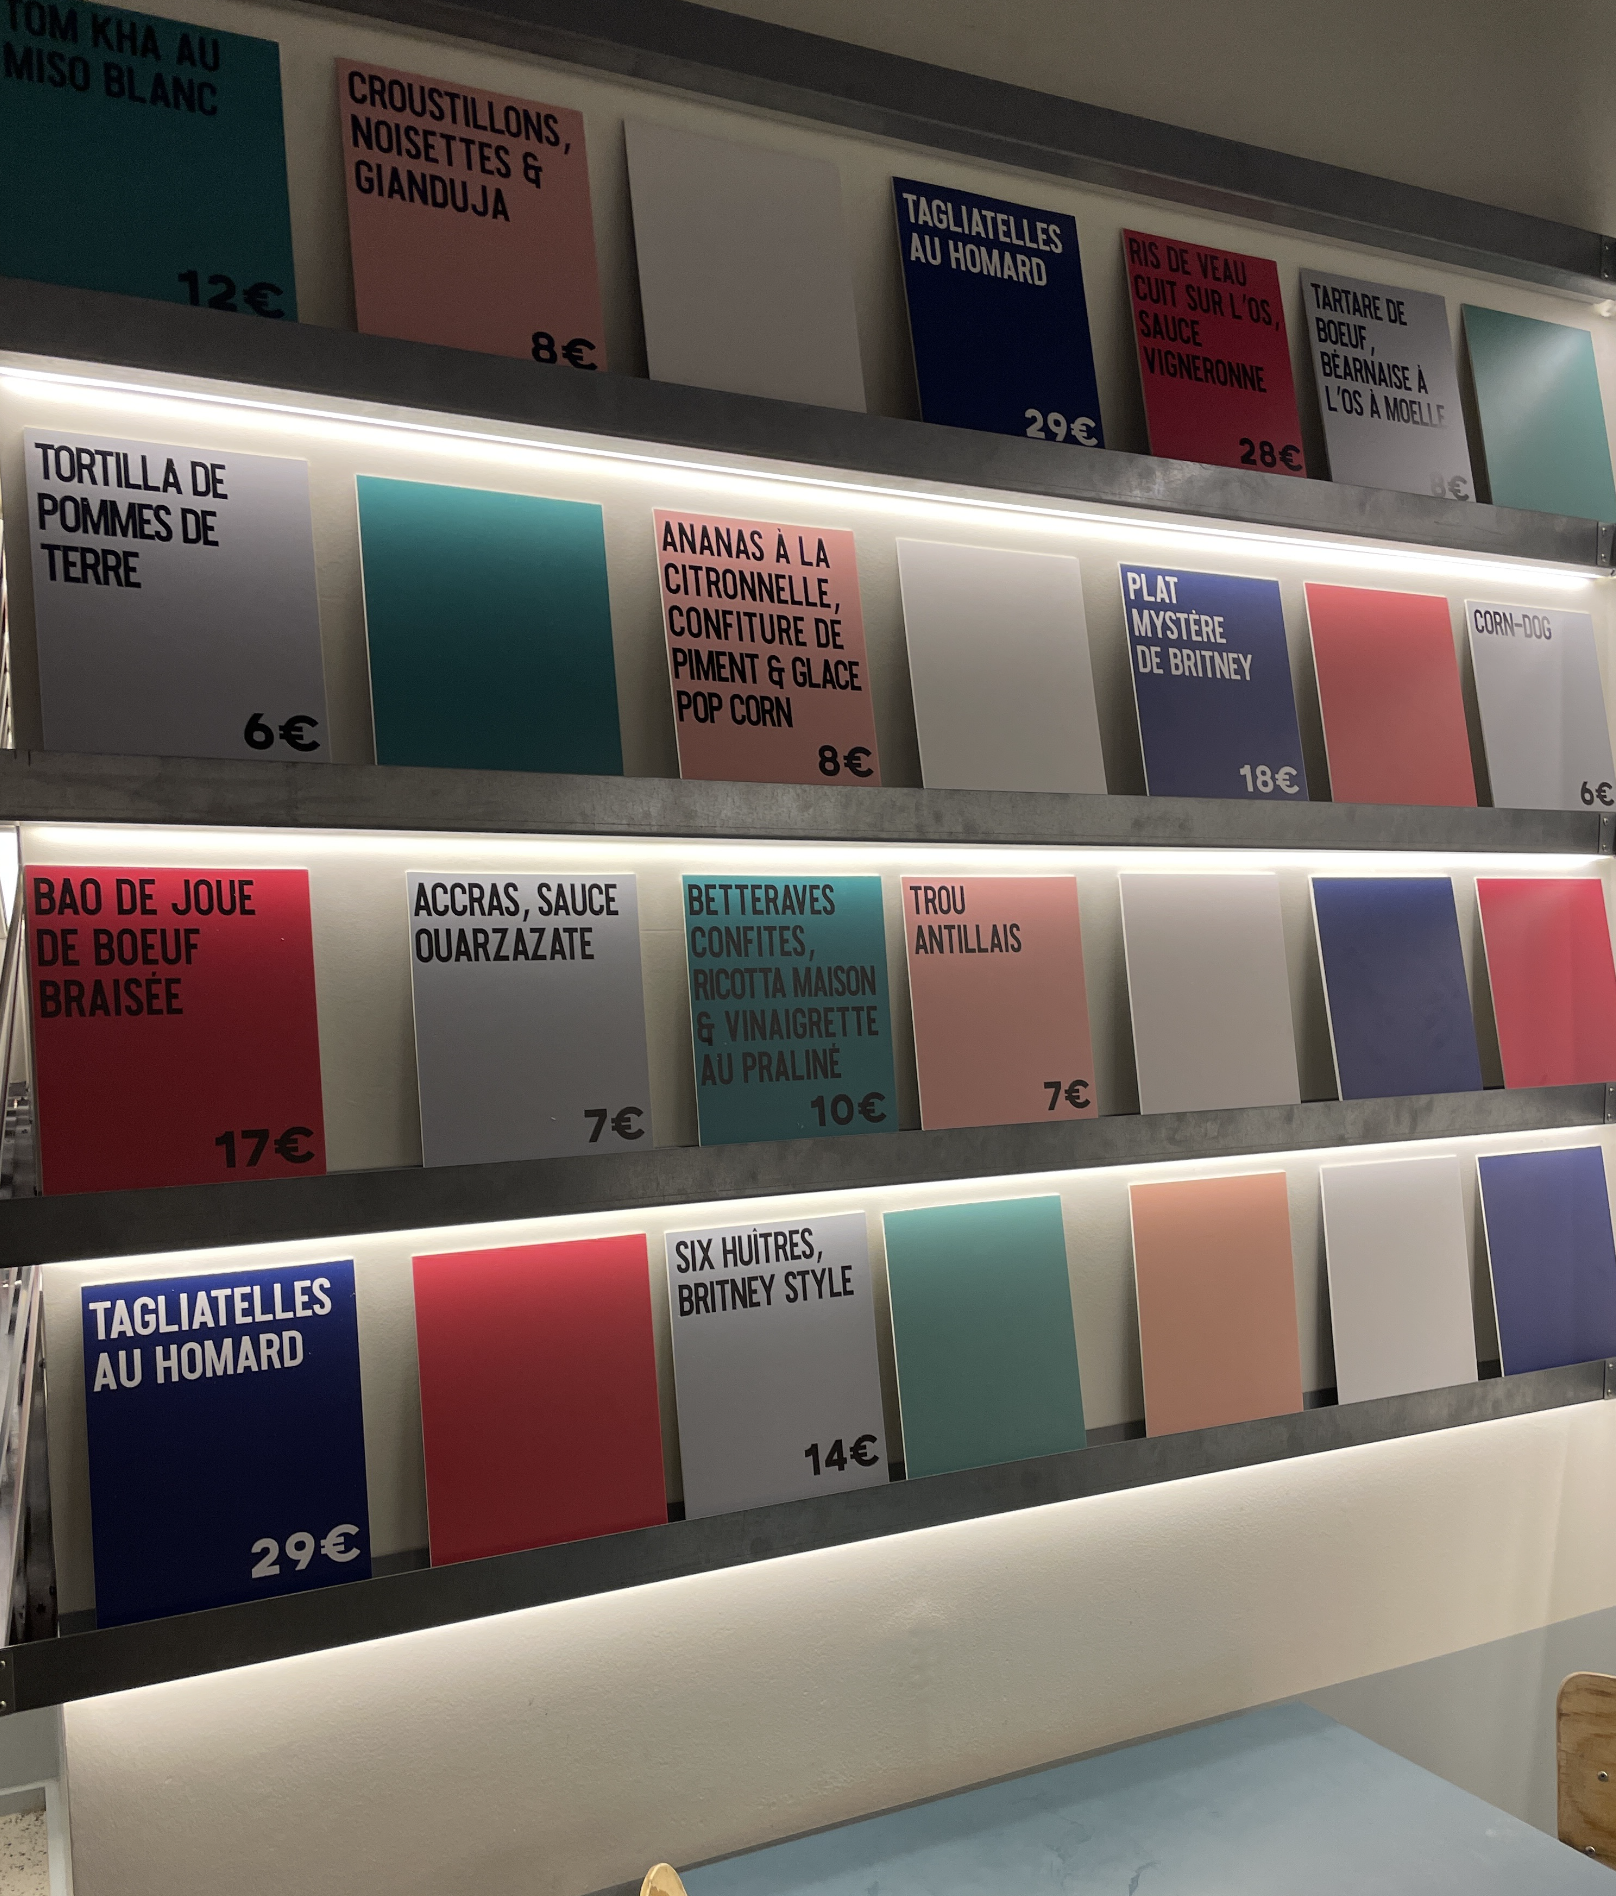 TOM KHA AU
MISO BLANC
12€
CROUSTILLONS,
NOISETTES &
GIANDUJA
8€
TAGLIATELLES
AU HOMARD
29€
RIS DE VEAU
CUIT SUR L'OS,
SAUCE
VIGNERONNE
28€
TARTARE DE
BOEUF,
BÉARNAISE À
L'OS À MOELLE
8€
TORTILLA DE
POMMES DE
TERRE
6€
ANANAS À LA
CITRONNELLE,
CONFITURE DE
PIMENT & GLACE
POP CORN
8€
PLAT
MYSTÈRE
DE BRITNEY
18€
CORN-DOG
6€
BAO DE JOUE
DE BOEUF
BRAISÉE
17€
ACCRAS, SAUCE
OUARZAZATE
7€
BETTERAVES
CONFITES,
RICOTTA MAISON
& VINAIGRETTE
AU PRALINÉ
10€
TROU
ANTILLAIS
7€
TAGLIATELLES
AU HOMARD
29€
SIX HUÎTRES,
BRITNEY STYLE
14€